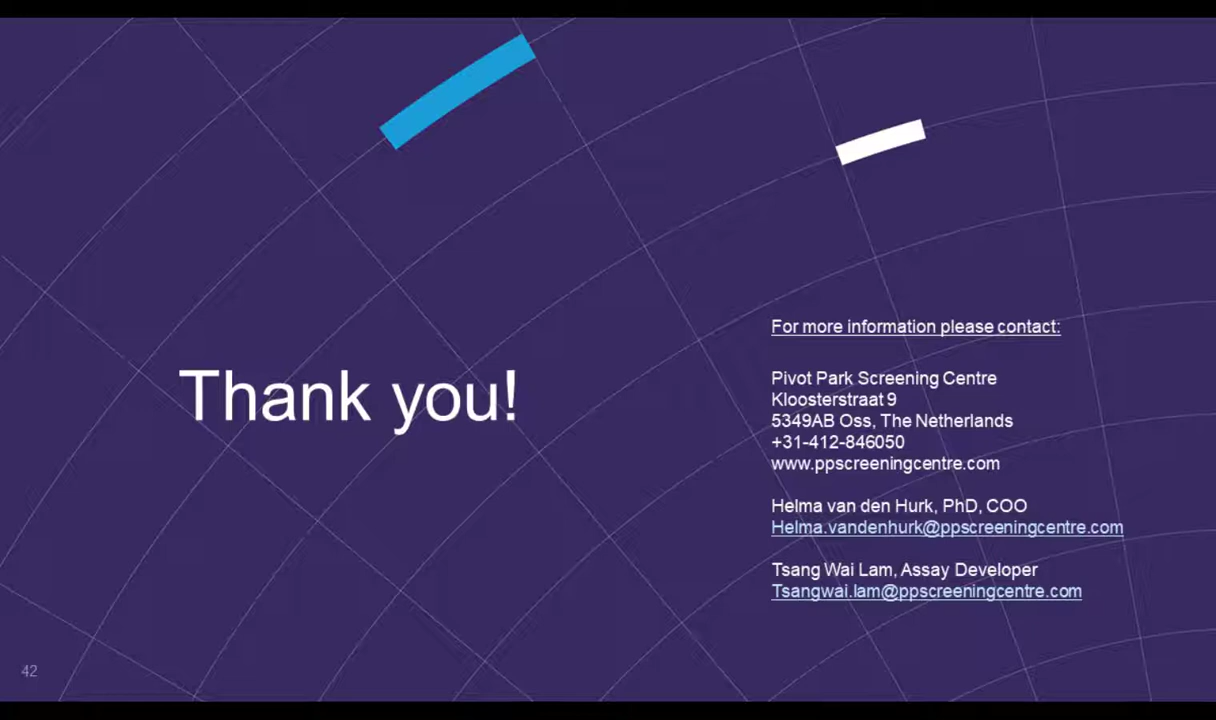 Thank you!
For more information please contact:
Pivot Park Screening Centre
Kloosterstraat 9
5349AB Oss, The Netherlands
+31-412-846050
www.ppscreeningcentre.com
Helma van den Hurk, PhD, COO
Helma.vandenhurk@ppscreeningcentre.com
Tsang Wai Lam, Assay Developer
Tsangwai.lam@ppscreeningcentre.com
42